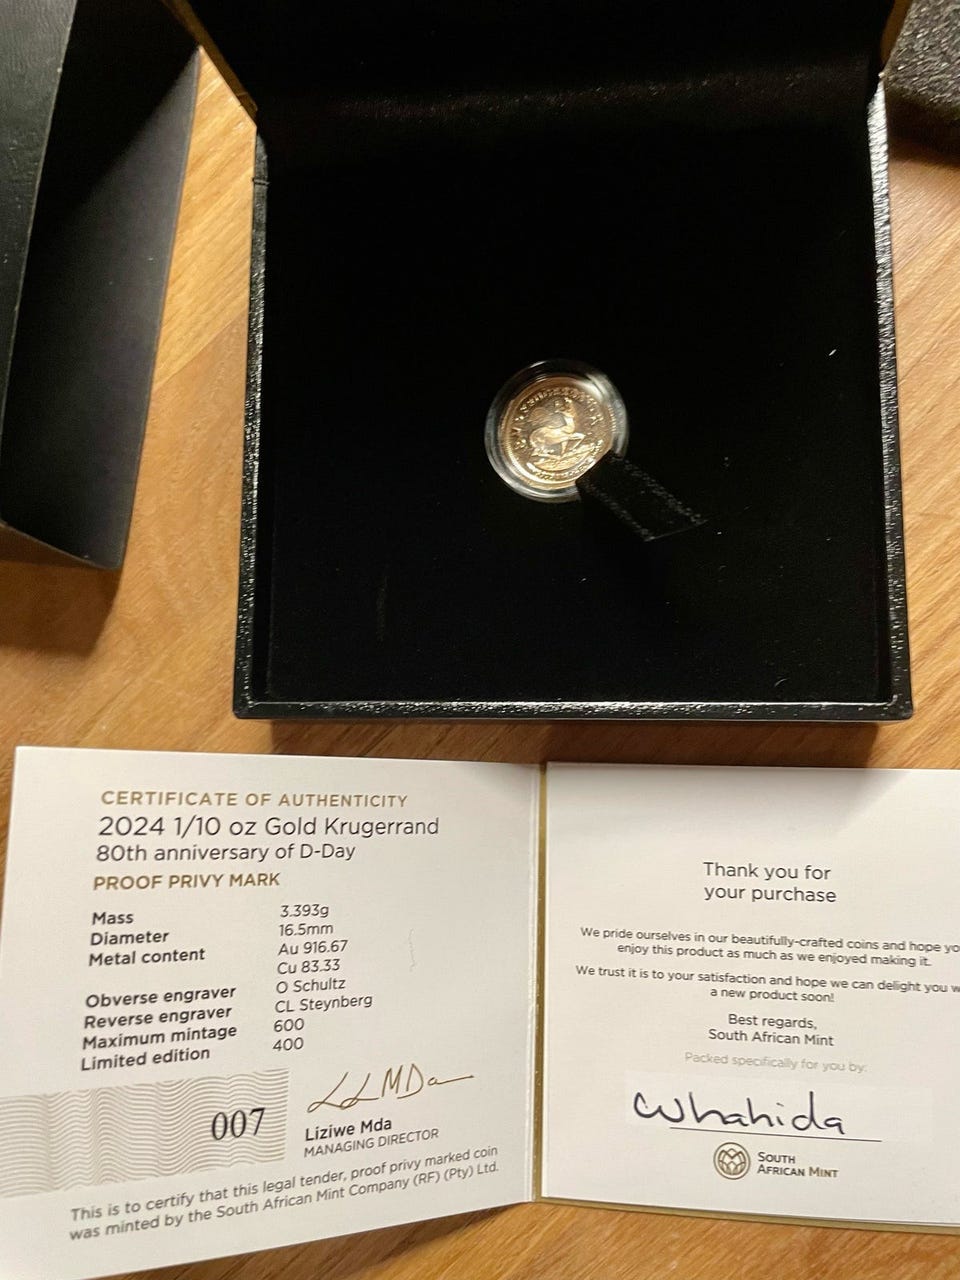 CERTIFICATE OF AUTHENTICITY
2024 1/10 oz Gold Krugerrand
80th anniversary of D-Day
PROOF PRIVY MARK
Mass 3.393g
Diameter 16.5mm
Metal content Au 916.67
Cu 83.33
Obverse engraver O Schultz
Reverse engraver CL Steynberg
Maximum mintage 600
Limited edition 400
007
Liziwe Mda
MANAGING DIRECTOR
This is to certify that this legal tender, proof privy marked coin
was minted by the South African Mint Company (RF) (Pty) Ltd.
Thank you for
your purchase
We pride ourselves in our beautifully-crafted coins and hope yo
enjoy this product as much as we enjoyed making it.
We trust it is to your satisfaction and hope we can delight you w
a new product soon!
Best regards,
South African Mint
Packed specifically for you by:
Whahida
SOUTH
AFRICAN MINT